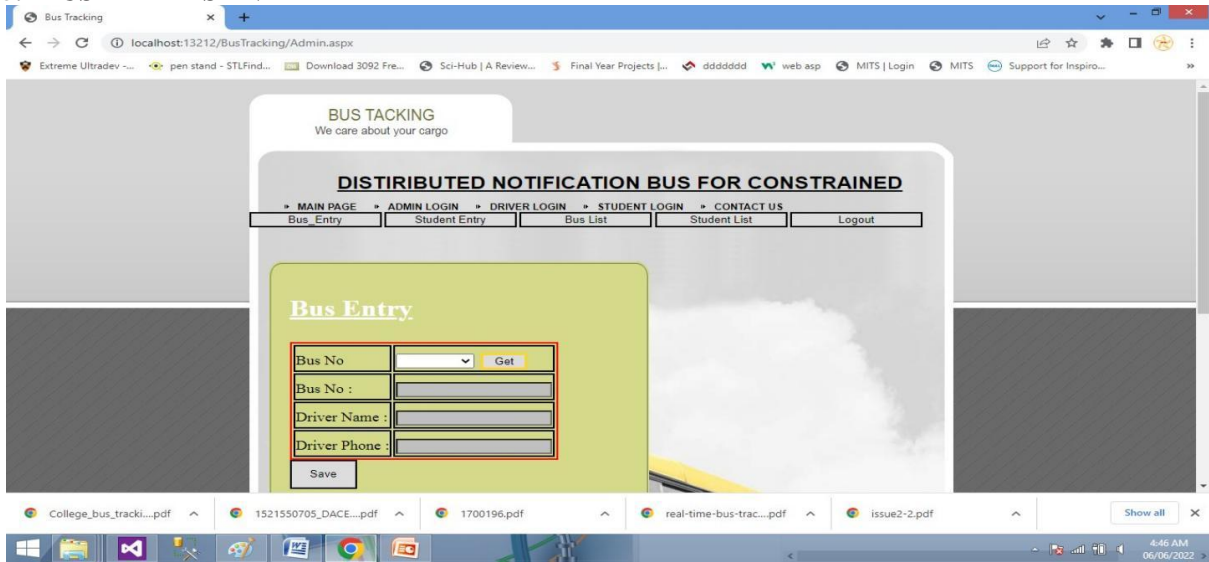 Bus Tracking
localhost:13212/BusTracking/Admin.aspx
Extreme Ultradev -... pen stand - STLFind... Download 3092 Fre... Sci-Hub | A Review... Final Year Projects |... ddddddd web asp MITS | Login MITS Support for Inspiro... »
BUS TACKING
We care about your cargo
DISTIRIBUTED NOTIFICATION BUS FOR CONSTRAINED
» MAIN PAGE » ADMIN LOGIN » DRIVER LOGIN » STUDENT LOGIN » CONTACT US
Bus_Entry Student Entry Bus List Student List Logout
Bus Entry
Bus No Get
Bus No :
Driver Name :
Driver Phone :
Save
College_bus_tracki....pdf 1521550705_DACE....pdf 1700196.pdf real-time-bus-trac....pdf issue2-2.pdf Show all
4:46 AM
06/06/2022